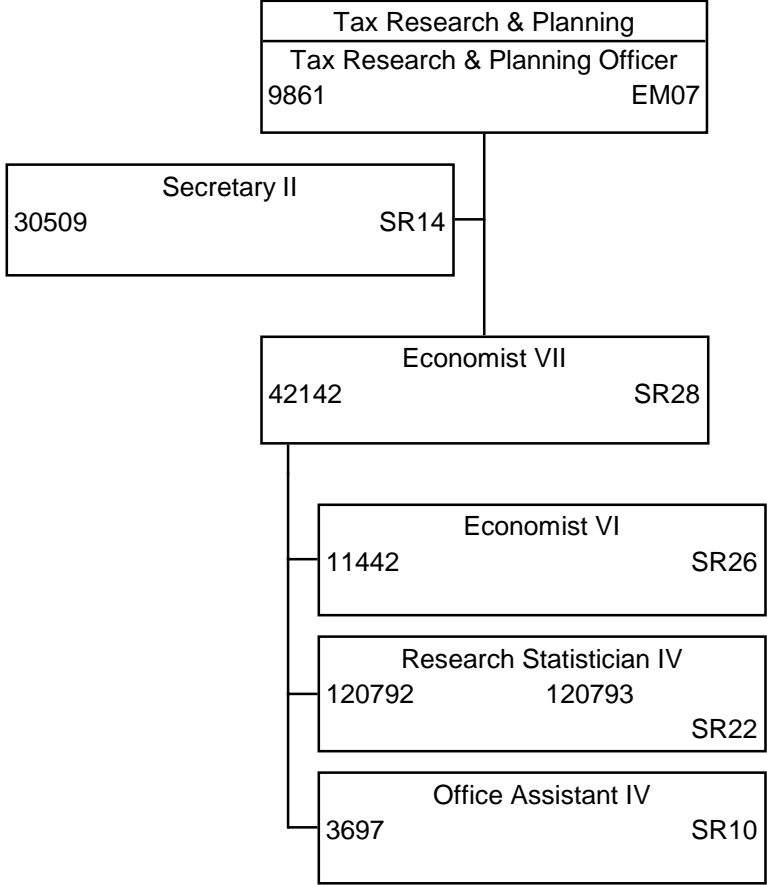 Tax Research & Planning
Tax Research & Planning Officer
9861 EM07
Secretary II
30509 SR14
Economist VII
42142 SR28
Economist VI
11442 SR26
Research Statistician IV
120792 120793
SR22
Office Assistant IV
3697 SR10